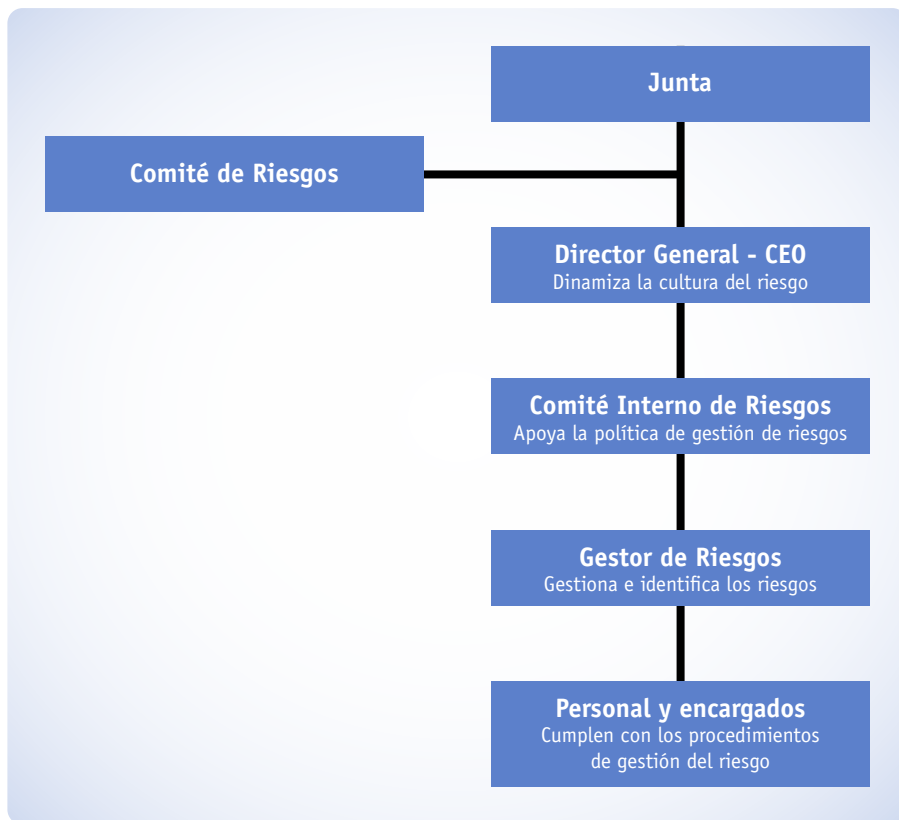 Junta
Comité de Riesgos
Director General - CEO
Dinamiza la cultura del riesgo
Comité Interno de Riesgos
Apoya la política de gestión de riesgos
Gestor de Riesgos
Gestiona e identifica los riesgos
Personal y encargados
Cumplen con los procedimientos
de gestión del riesgo